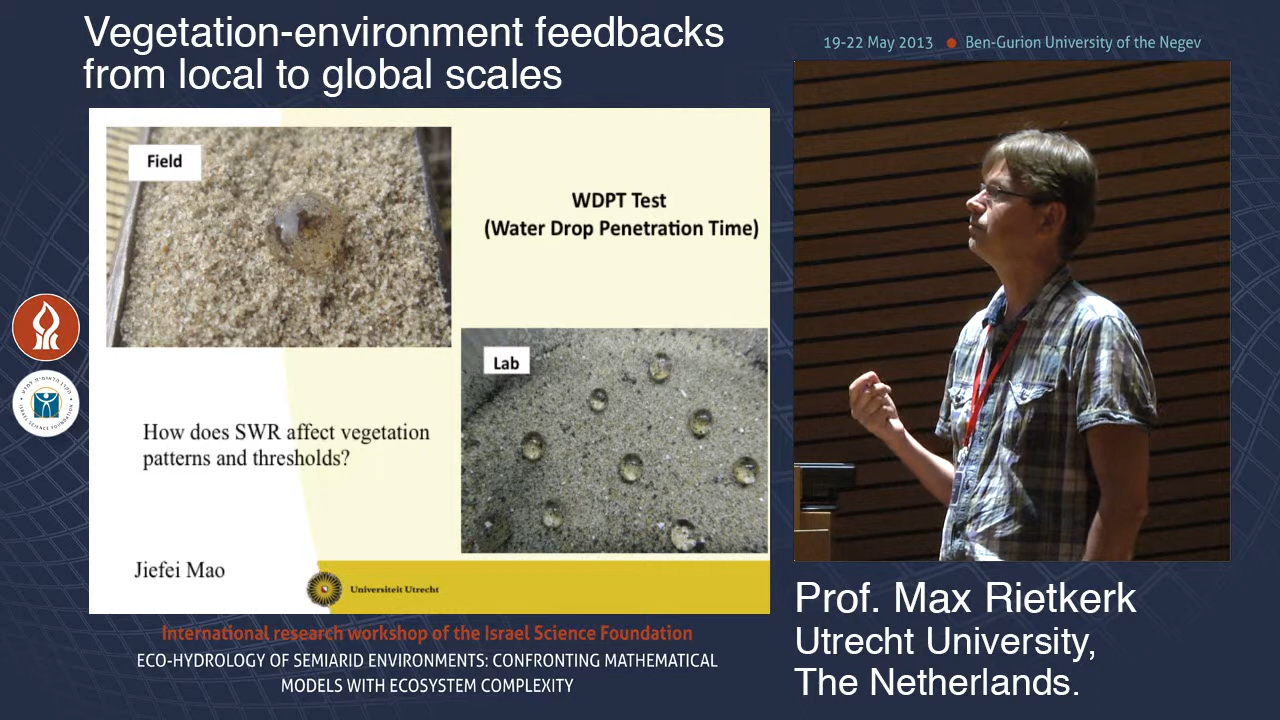 Vegetation-environment feedbacks
from local to global scales
19-22 May 2013 ● Ben-Gurion University of the Negev
Field
WDPT Test
(Water Drop Penetration Time)
Lab
How does SWR affect vegetation
patterns and thresholds?
Jiefei Mao
Universiteit Utrecht
International research workshop of the Israel Science Foundation
ECO-HYDROLOGY OF SEMIARID ENVIRONMENTS: CONFRONTING MATHEMATICAL
MODELS WITH ECOSYSTEM COMPLEXITY
Prof. Max Rietkerk
Utrecht University,
The Netherlands.